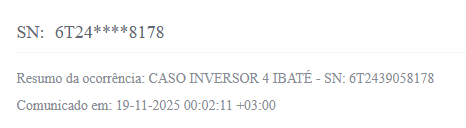 SN: 6T24****8178
Resumo da ocorrência: CASO INVERSOR 4 IBATÉ - SN: 6T2439058178
Comunicado em: 19-11-2025 00:02:11 +03:00